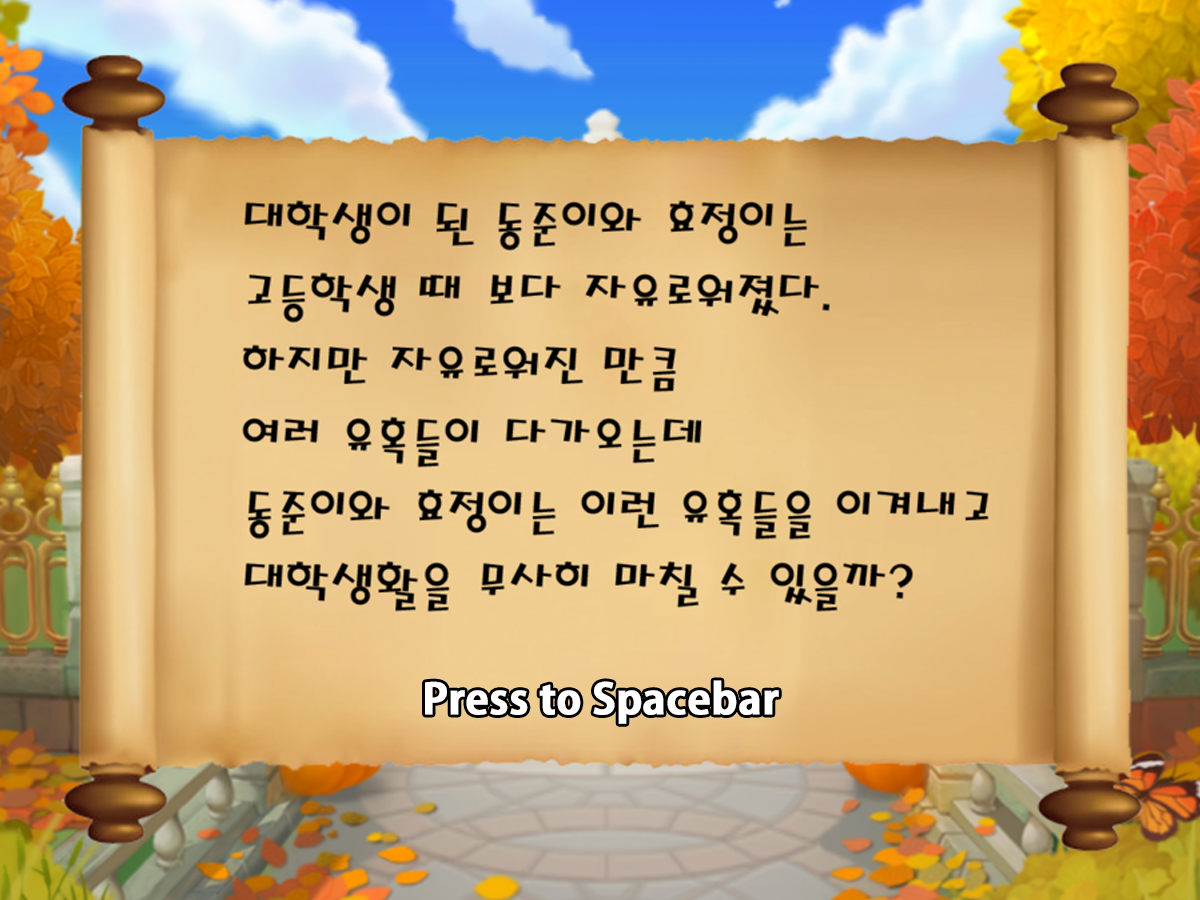 대학생이 된 동준이와 효정이는
고등학생 때 보다 자유로워졌다.
하지만 자유로워진 만큼
여러 유혹들이 다가오는데
동준이와 효정이는 이런 유혹들을 이겨내고
대학생활을 무사히 마칠 수 있을까?
Press to Spacebar